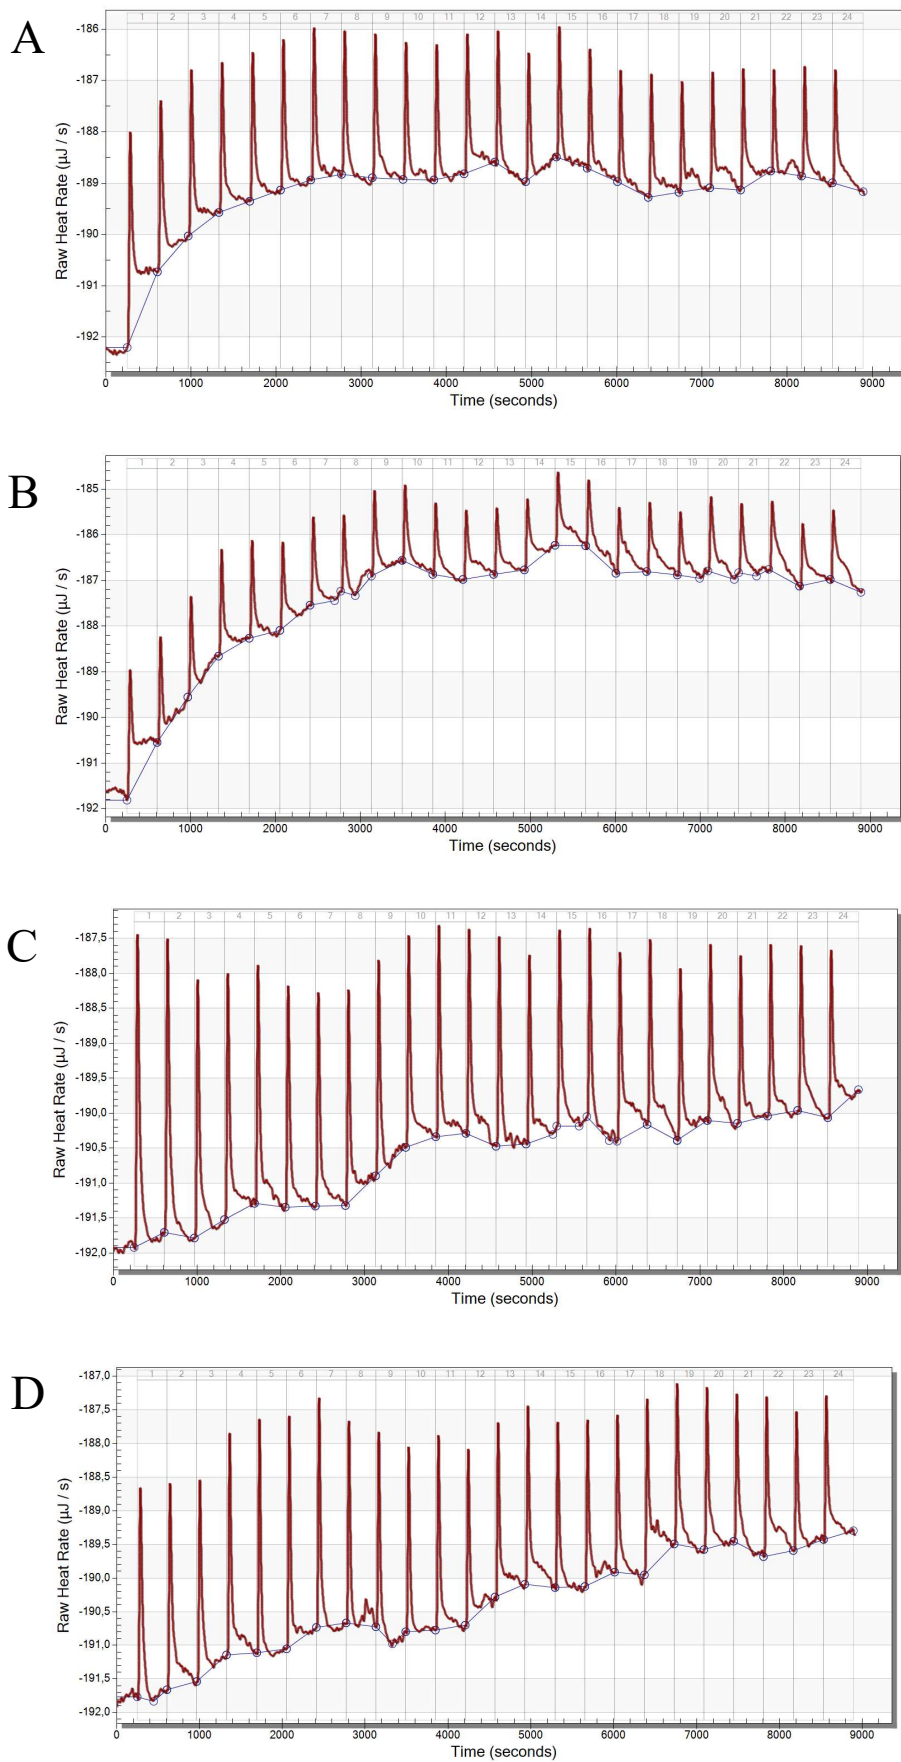 A
1 2 3 4 5 6 7 8 9 10 11 12 13 14 15 16 17 18 19 20 21 22 23 24
-186
-187
-188
-189
-190
-191
-192
Raw Heat Rate (µJ / s)
0 1000 2000 3000 4000 5000 6000 7000 8000 9000
Time (seconds)
B
1 2 3 4 5 6 7 8 9 10 11 12 13 14 15 16 17 18 19 20 21 22 23 24
-185
-186
-187
-188
-189
-190
-191
-192
Raw Heat Rate (µJ / s)
0 1000 2000 3000 4000 5000 6000 7000 8000 9000
Time (seconds)
C
1 2 3 4 5 6 7 8 9 10 11 12 13 14 15 16 17 18 19 20 21 22 23 24
-187,5
-188,0
-188,5
-189,0
-189,5
-190,0
-190,5
-191,0
-191,5
-192,0
Raw Heat Rate (µJ / s)
0 1000 2000 3000 4000 5000 6000 7000 8000 9000
Time (seconds)
D
1 2 3 4 5 6 7 8 9 10 11 12 13 14 15 16 17 18 19 20 21 22 23 24
-187,0
-187,5
-188,0
-188,5
-189,0
-189,5
-190,0
-190,5
-191,0
-191,5
-192,0
Raw Heat Rate (µJ / s)
0 1000 2000 3000 4000 5000 6000 7000 8000 9000
Time (seconds)